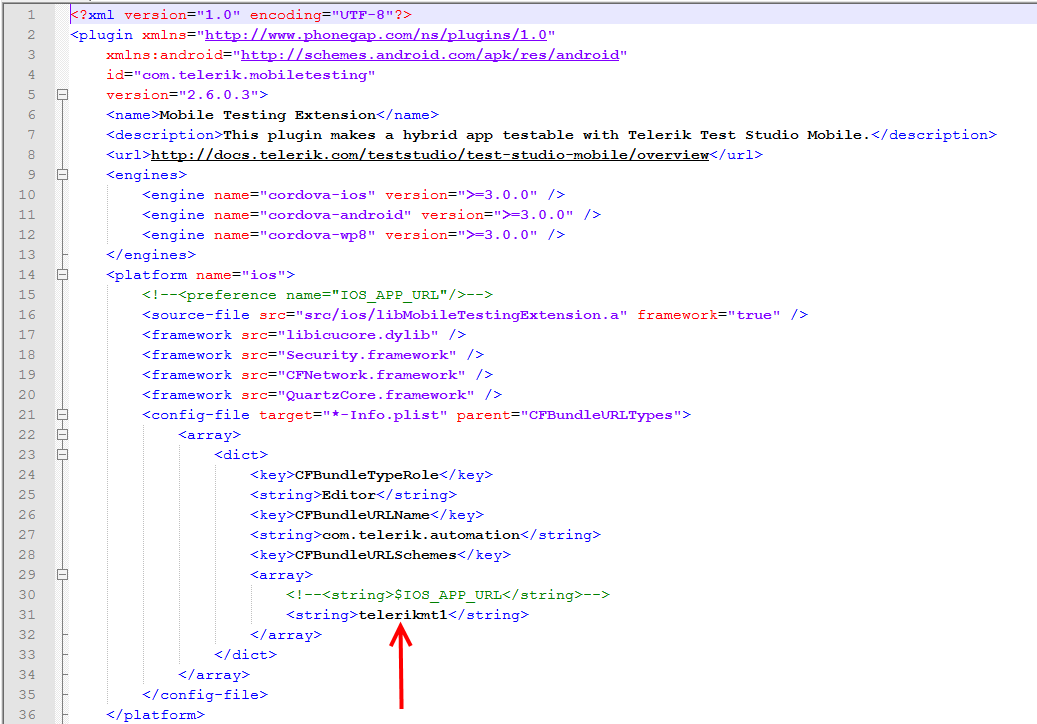 1 <?xml version="1.0" encoding="UTF-8"?>
2 <plugin xmlns="http://www.phonegap.com/ns/plugins/1.0"
3 xmlns:android="http://schemes.android.com/apk/res/android"
4 id="com.telerik.mobiletesting"
5 version="2.6.0.3">
6 <name>Mobile Testing Extension</name>
7 <description>This plugin makes a hybrid app testable with Telerik Test Studio Mobile.</description>
8 <url>http://docs.telerik.com/teststudio/test-studio-mobile/overview</url>
9 <engines>
10 <engine name="cordova-ios" version=">=3.0.0" />
11 <engine name="cordova-android" version=">=3.0.0" />
12 <engine name="cordova-wp8" version=">=3.0.0" />
13 </engines>
14 <platform name="ios">
15 <!--<preference name="IOS_APP_URL"/>-->
16 <source-file src="src/ios/libMobileTestingExtension.a" framework="true" />
17 <framework src="libicucore.dylib" />
18 <framework src="Security.framework" />
19 <framework src="CFNetwork.framework" />
20 <framework src="QuartzCore.framework" />
21 <config-file target="*-Info.plist" parent="CFBundleURLTypes">
22 <array>
23 <dict>
24 <key>CFBundleTypeRole</key>
25 <string>Editor</string>
26 <key>CFBundleURLName</key>
27 <string>com.telerik.automation</string>
28 <key>CFBundleURLSchemes</key>
29 <array>
30 <!--<string>$IOS_APP_URL</string>-->
31 <string>telerikmt1</string>
32 </array>
33 </dict>
34 </array>
35 </config-file>
36 </platform>